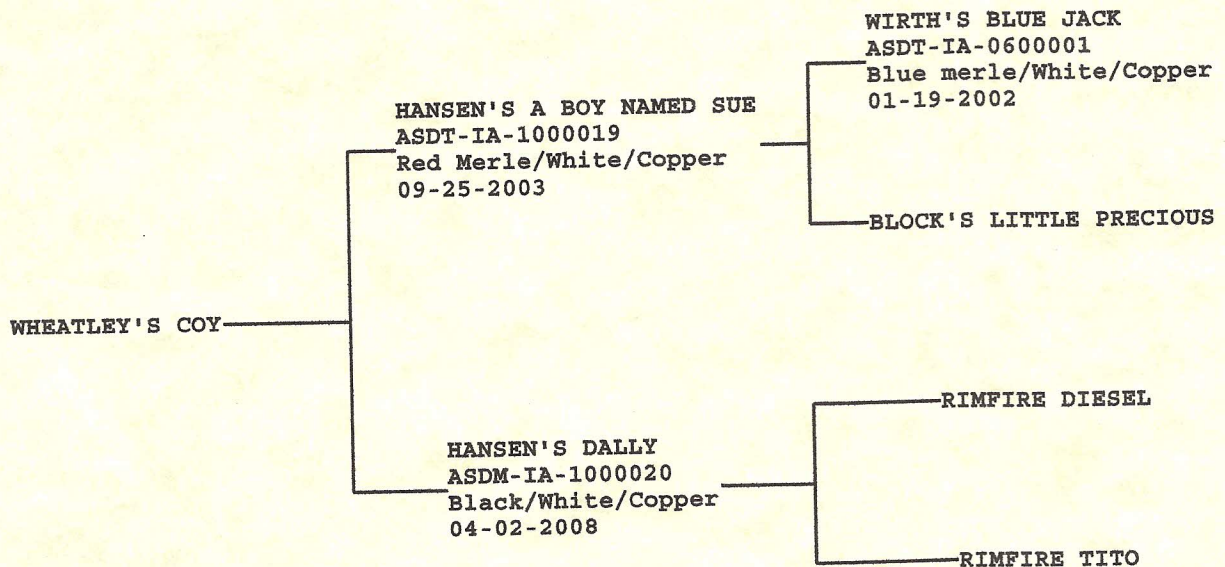 WIRTH'S BLUE JACK
ASDT-IA-0600001
Blue merle/White/Copper
01-19-2002
HANSEN'S A BOY NAMED SUE
ASDT-IA-1000019
Red Merle/White/Copper
09-25-2003
BLOCK'S LITTLE PRECIOUS
WHEATLEY'S COY
RIMFIRE DIESEL
HANSEN'S DALLY
ASDM-IA-1000020
Black/White/Copper
04-02-2008
RIMFIRE TITO